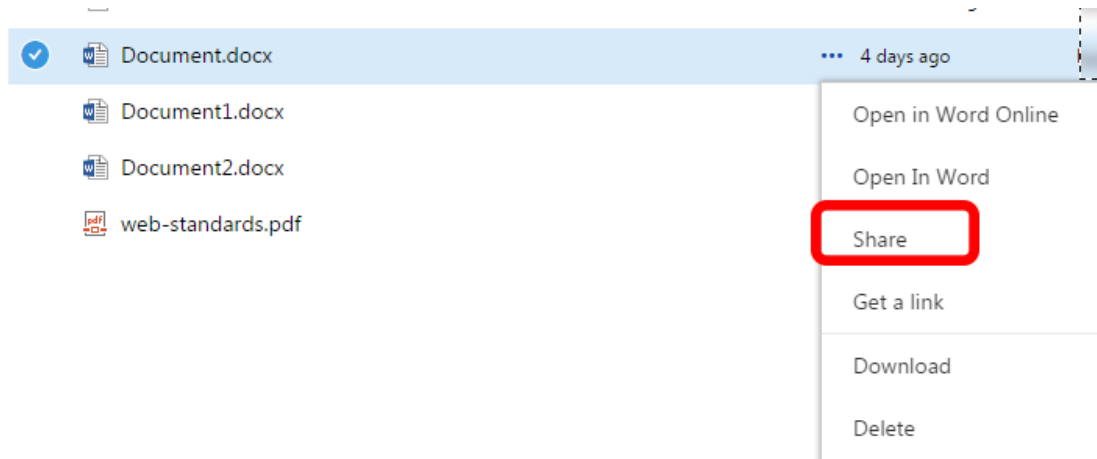 Document.docx ••• 4 days ago
Open in Word Online
Document1.docx
Document2.docx
Open In Word
web-standards.pdf
Share
Get a link
Download
Delete